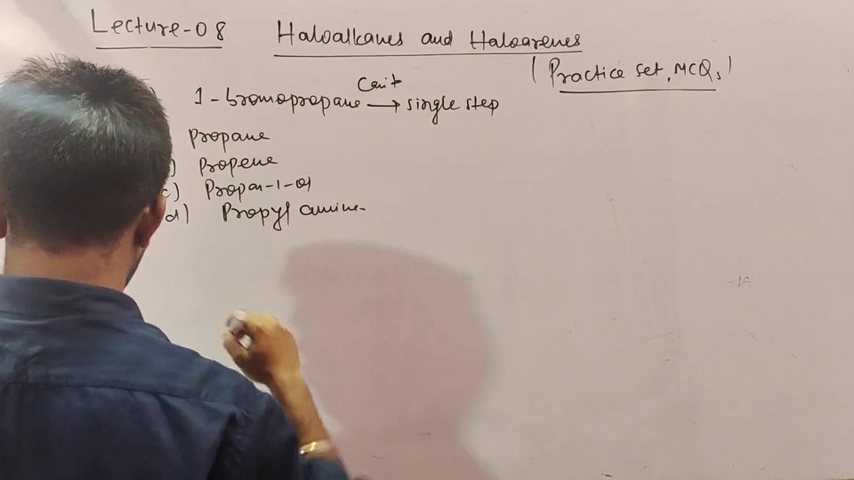 Lecture-08
Haloalkanes and Haloarenes
(Practice Set, MCQs)
Can't
1-bromopropane → single step
Propane
) Propene
c) Propan-1-ol
d) Propyl amine